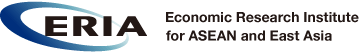 ERIA
Economic Research Institute
for ASEAN and East Asia